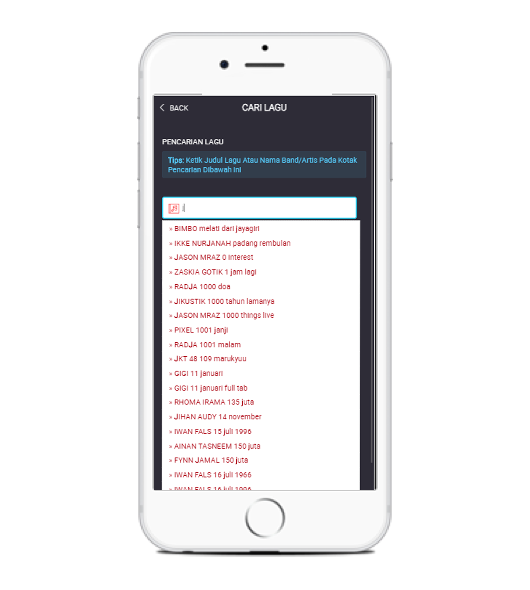 BACK
CARI LAGU
PENCARIAN LAGU
Tips: Ketik Judul Lagu Atau Nama Band/Artis Pada Kotak
Pencarian Dibawah Ini
j
» BIMBO melati dari jayagiri
» IKKE NURJANAH padang rembulan
» JASON MRAZ 0 interest
» ZASKIA GOTIK 1 jam lagi
» RADJA 1000 doa
» JIKUSTIK 1000 tahun lamanya
» JASON MRAZ 1000 things live
» PIXEL 1001 janji
» RADJA 1001 malam
» JKT 48 109 marukyuu
» GIGI 11 januari
» GIGI 11 januari full tab
» RHOMA IRAMA 135 juta
» JIHAN AUDY 14 november
» IWAN FALS 15 juli 1996
» AINAN TASNEEM 150 juta
» FYNN JAMAL 150 juta
» IWAN FALS 16 juli 1966
» IWAN FALS 16 juli 1996